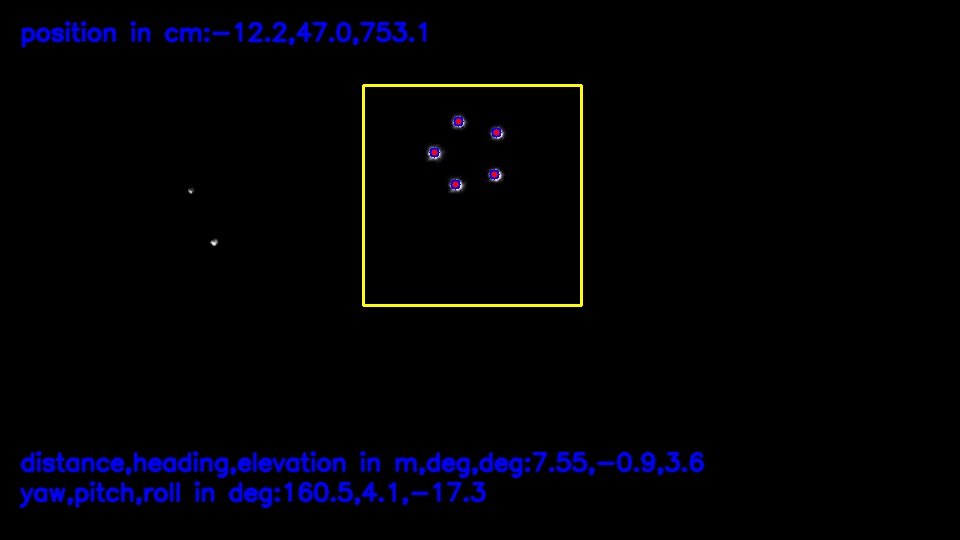 position in cm:-12.2,47.0,753.1
distance,heading,elevation in m,deg,deg:7.55,-0.9,3.6
yaw,pitch,roll in deg:160.5,4.1,-17.3